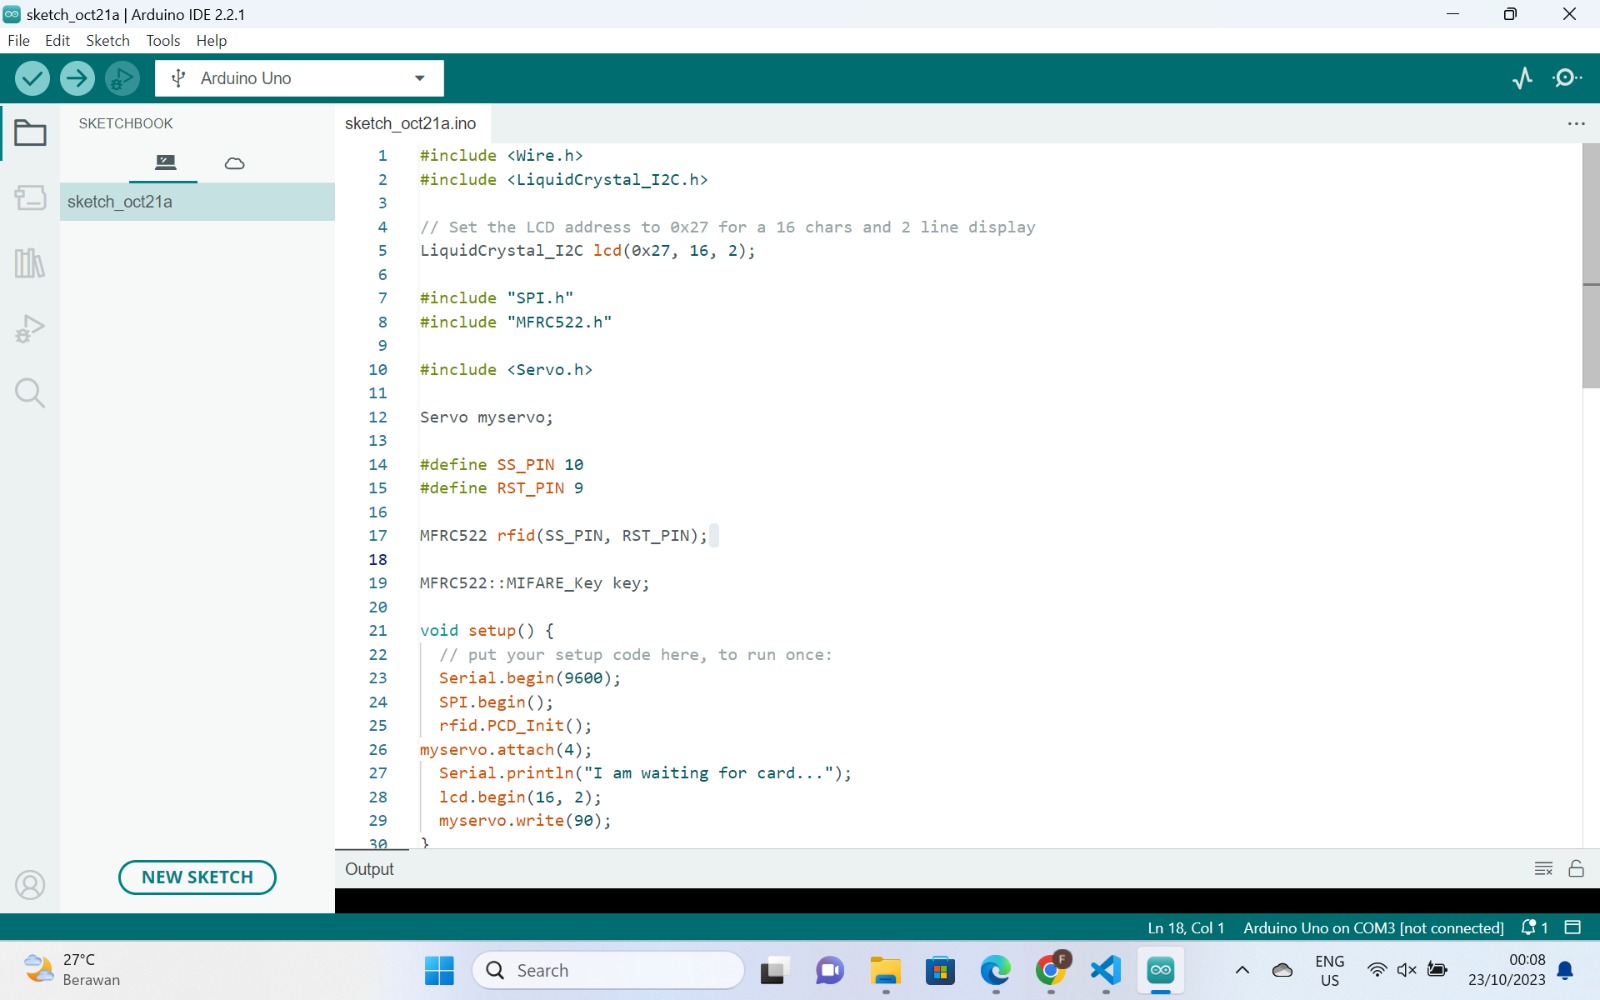 sketch_oct21a | Arduino IDE 2.2.1
File Edit Sketch Tools Help
Arduino Uno
SKETCHBOOK
sketch_oct21a
NEW SKETCH
sketch_oct21a.ino
1 #include <Wire.h>
2 #include <LiquidCrystal_I2C.h>
3
4 // Set the LCD address to 0x27 for a 16 chars and 2 line display
5 LiquidCrystal_I2C lcd(0x27, 16, 2);
6
7 #include "SPI.h"
8 #include "MFRC522.h"
9
10 #include <Servo.h>
11
12 Servo myservo;
13
14 #define SS_PIN 10
15 #define RST_PIN 9
16
17 MFRC522 rfid(SS_PIN, RST_PIN);
18
19 MFRC522::MIFARE_Key key;
20
21 void setup() {
22 // put your setup code here, to run once:
23 Serial.begin(9600);
24 SPI.begin();
25 rfid.PCD_Init();
26 myservo.attach(4);
27 Serial.println("I am waiting for card...");
28 lcd.begin(16, 2);
29 myservo.write(90);
30 }
Output
Ln 18, Col 1 Arduino Uno on COM3 [not connected] 1
27°C
Berawan
Search
F
ENG
US
00:08
23/10/2023